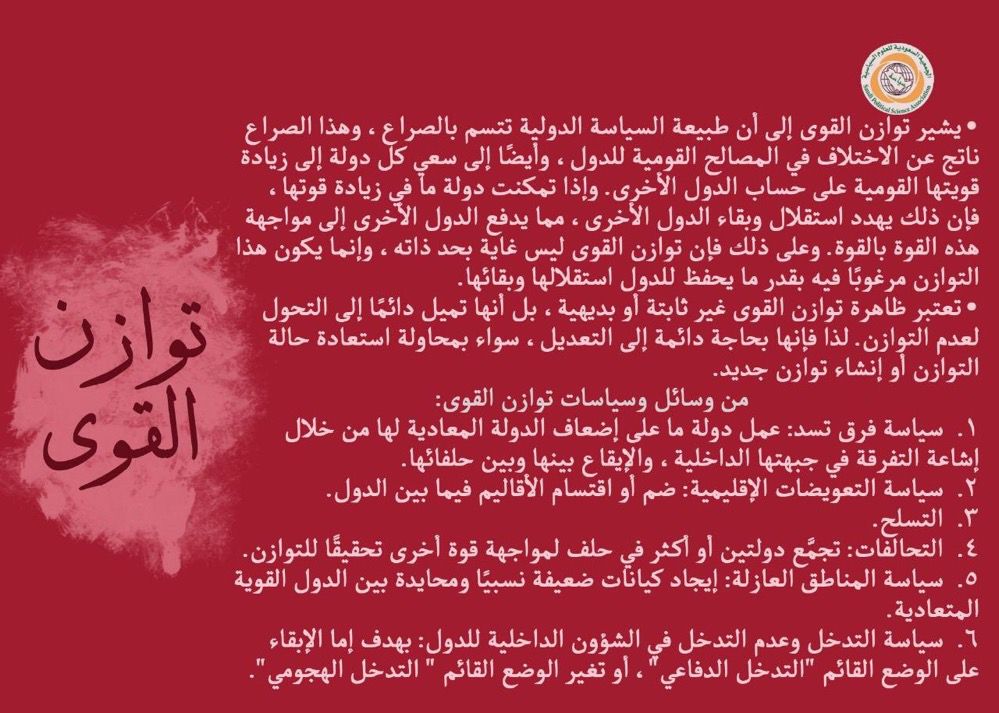 الجمعية السعودية للعلوم السياسية
سياسة
Saudi Political Science Association
• يشير توازن القوى إلى أن طبيعة السياسة الدولية تتسم بالصراع ، وهذا الصراع
ناتج عن الاختلاف في المصالح القومية للدول ، وأيضًا إلى سعي كل دولة إلى زيادة
قويتها القومية على حساب الدول الأخرى. وإذا تمكنت دولة ما في زيادة قوتها ،
فإن ذلك يهدد استقلال وبقاء الدول الأخرى ، مما يدفع الدول الأخرى إلى مواجهة
هذه القوة بالقوة. وعلى ذلك فإن توازن القوى ليس غاية بحد ذاته ، وإنما يكون هذا
التوازن مرغوبًا فيه بقدر ما يحفظ للدول استقلالها وبقائها.
• تعتبر ظاهرة توازن القوى غير ثابتة أو بديهية ، بل أنها تميل دائمًا إلى التحول
لعدم التوازن. لذا فإنها بحاجة دائمة إلى التعديل ، سواء بمحاولة استعادة حالة
التوازن أو إنشاء توازن جديد.
من وسائل وسياسات توازن القوى:
١. سياسة فرق تسد: عمل دولة ما على إضعاف الدولة المعادية لها من خلال
إشاعة التفرقة في جبهتها الداخلية ، والإيقاع بينها وبين حلفائها.
٢. سياسة التعويضات الإقليمية: ضم أو اقتسام الأقاليم فيما بين الدول.
٣. التسلح.
٤. التحالفات: تجمَّع دولتين أو أكثر في حلف لمواجهة قوة أخرى تحقيقًا للتوازن.
٥. سياسة المناطق العازلة: إيجاد كيانات ضعيفة نسبيًا ومحايدة بين الدول القوية
المتعادية.
٦. سياسة التدخل وعدم التدخل في الشؤون الداخلية للدول: بهدف إما الإبقاء
على الوضع القائم "التدخل الدفاعي" ، أو تغير الوضع القائم " التدخل الهجومي".
توازن
القوى